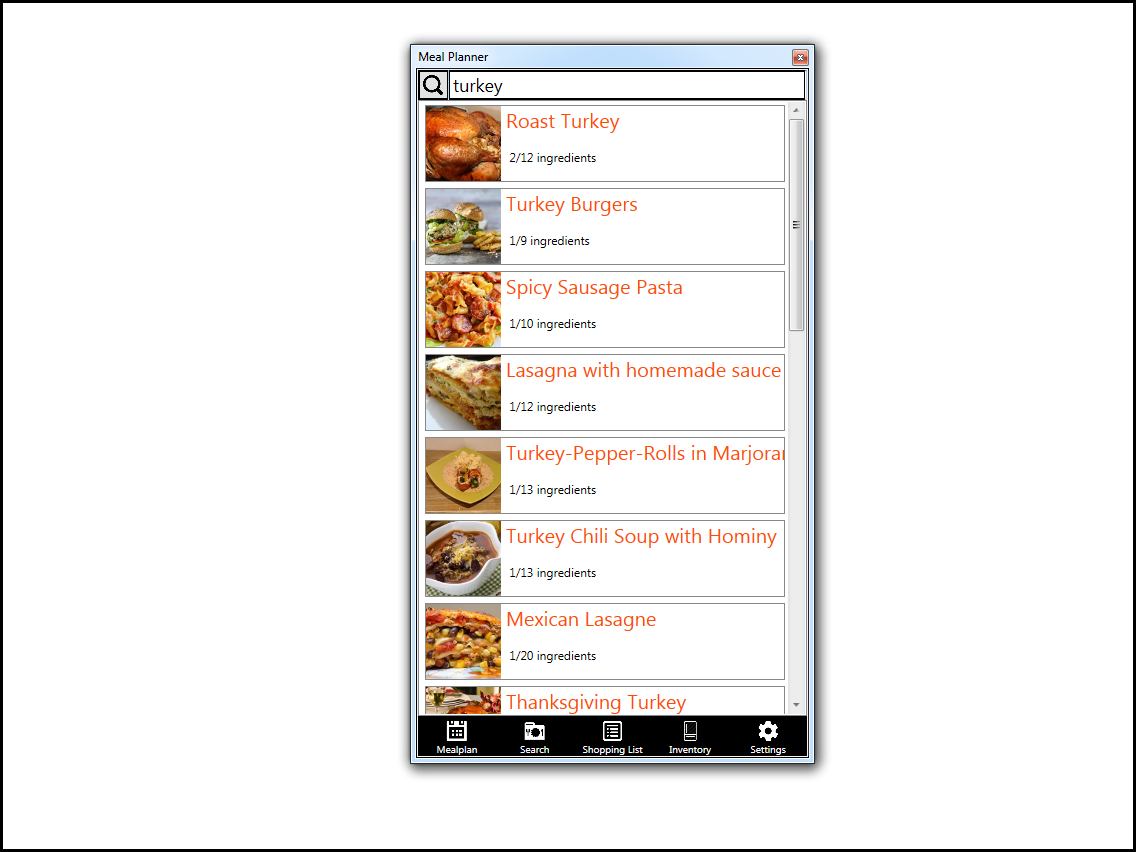 Meal Planner
turkey
Roast Turkey
2/12 ingredients
Turkey Burgers
1/9 ingredients
Spicy Sausage Pasta
1/10 ingredients
Lasagna with homemade sauce
1/12 ingredients
Turkey-Pepper-Rolls in Marjora
1/13 ingredients
Turkey Chili Soup with Hominy
1/13 ingredients
Mexican Lasagne
1/20 ingredients
Thanksgiving Turkey
Mealplan Search Shopping List Inventory Settings